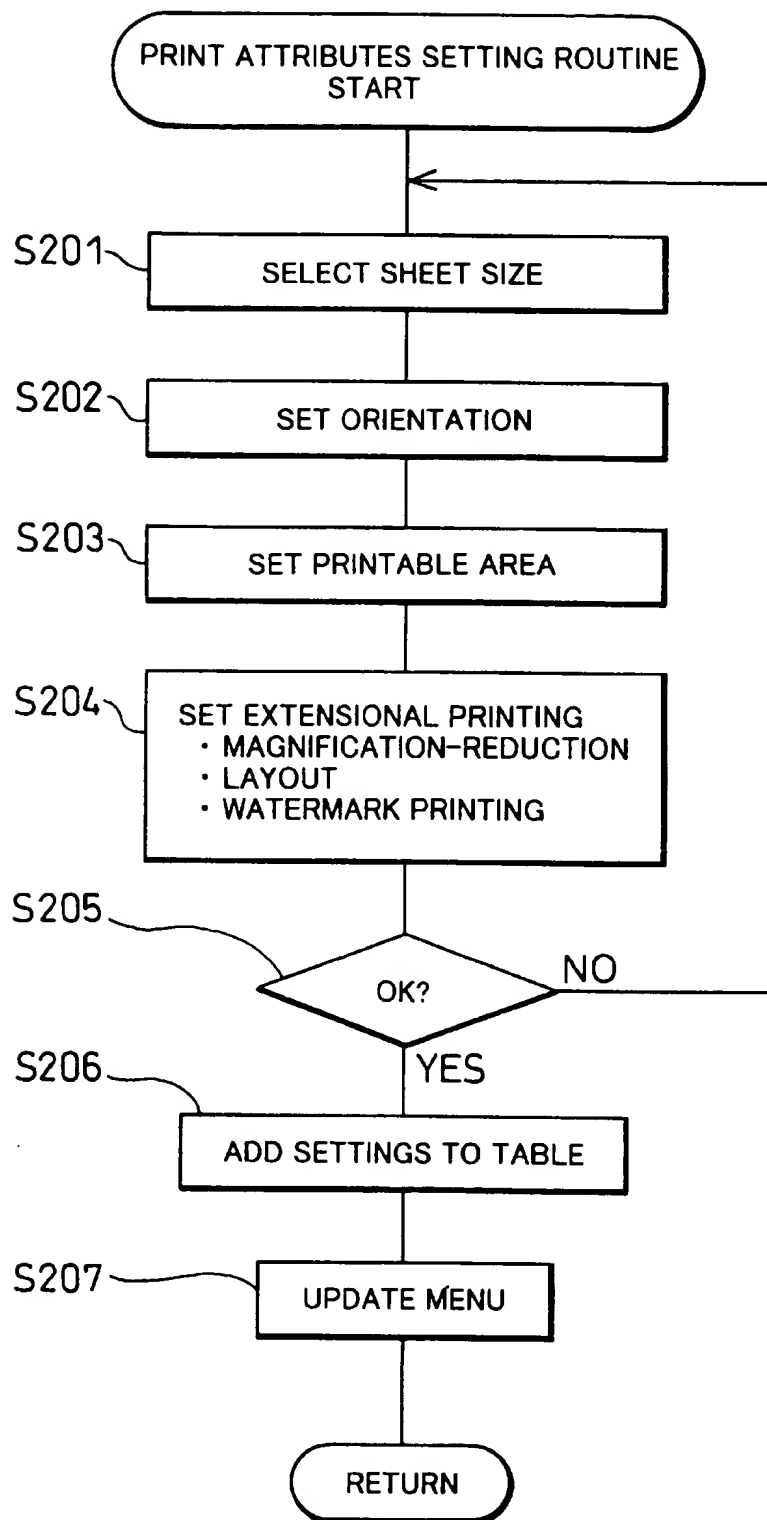 PRINT ATTRIBUTES SETTING ROUTINE
START
S201
SELECT SHEET SIZE
S202
SET ORIENTATION
S203
SET PRINTABLE AREA
S204
SET EXTENSIONAL PRINTING
· MAGNIFICATION-REDUCTION
· LAYOUT
· WATERMARK PRINTING
S205
OK?
NO
YES
S206
ADD SETTINGS TO TABLE
S207
UPDATE MENU
RETURN